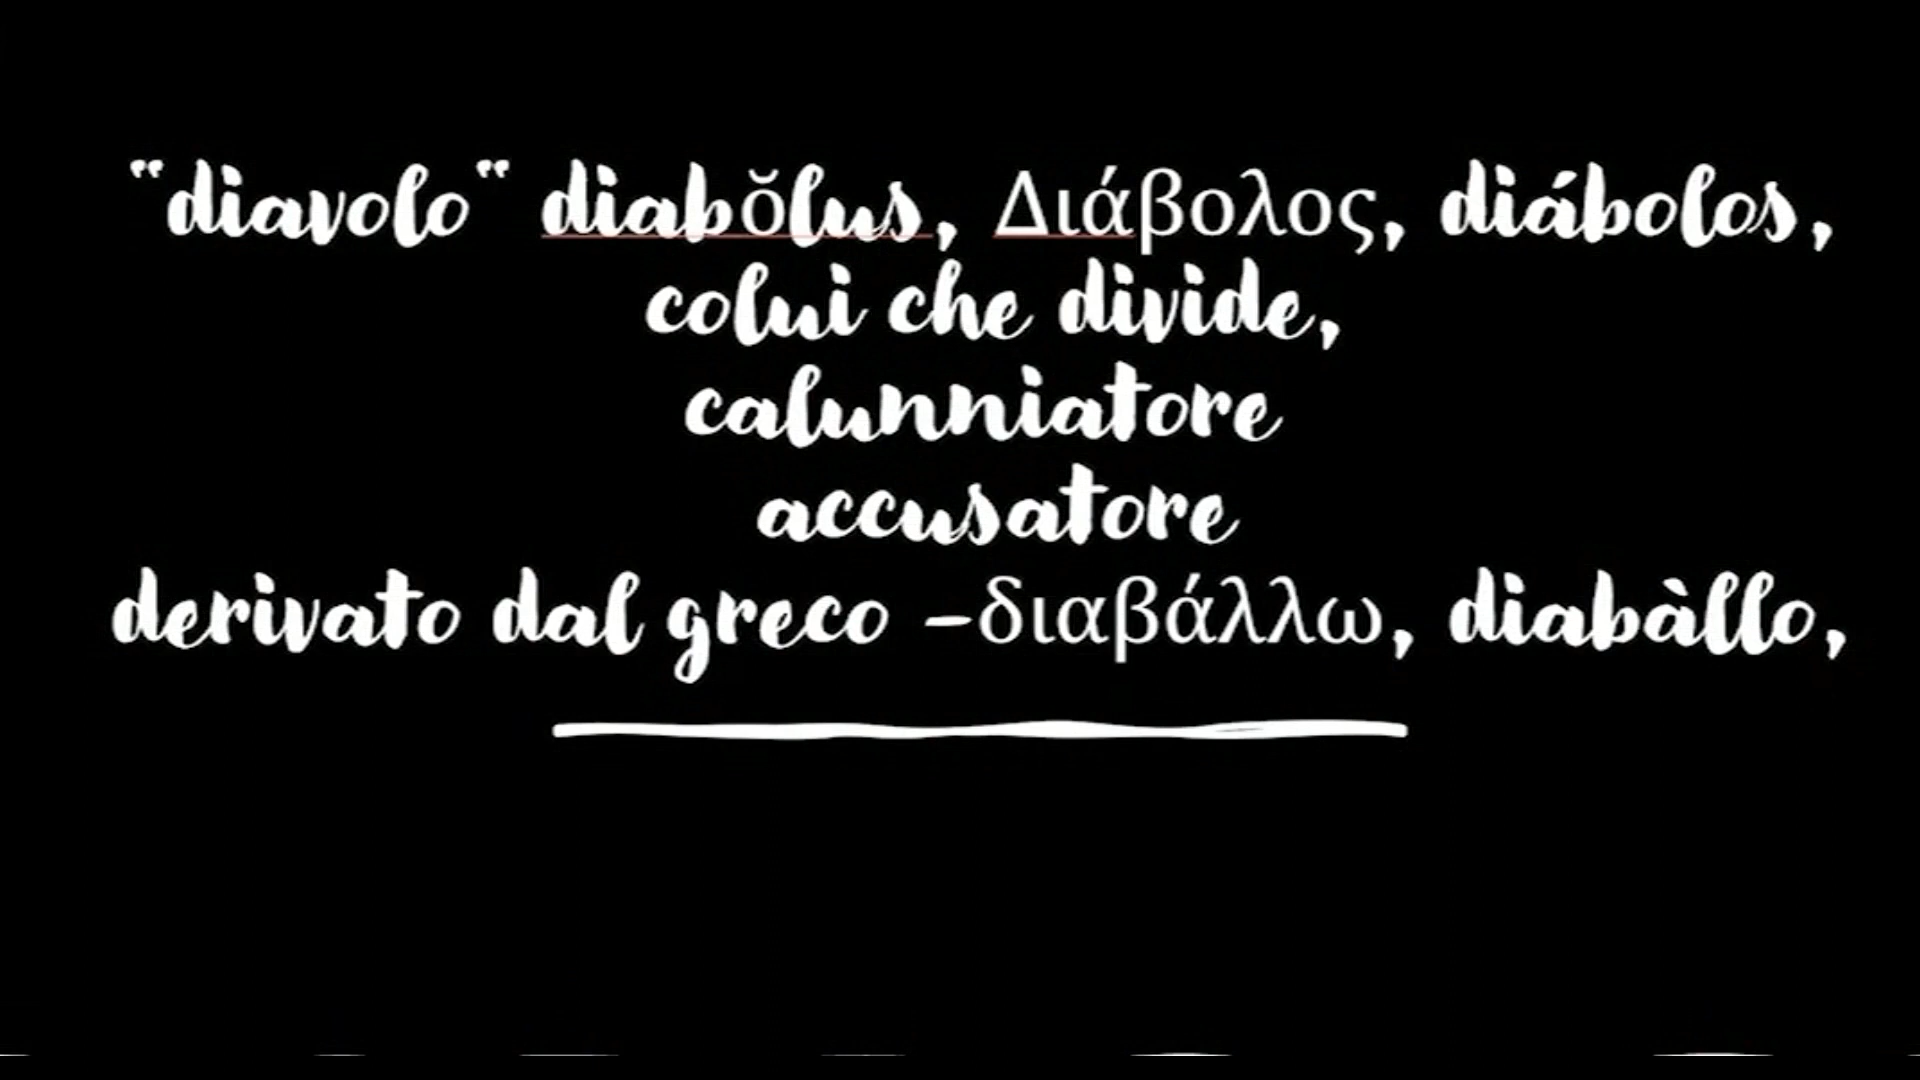 “diavolo“ diabŏlus, Διάβολος, diábolos,
colui che divide,
calunniatore
accusatore
derivato dal greco -διαβάλλω, diabàllo,